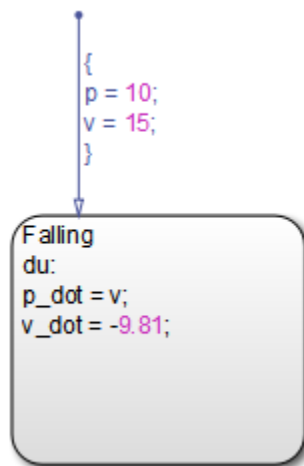 {
p = 10;
v = 15;
}
Falling
du:
p_dot = v;
v_dot = -9.81;